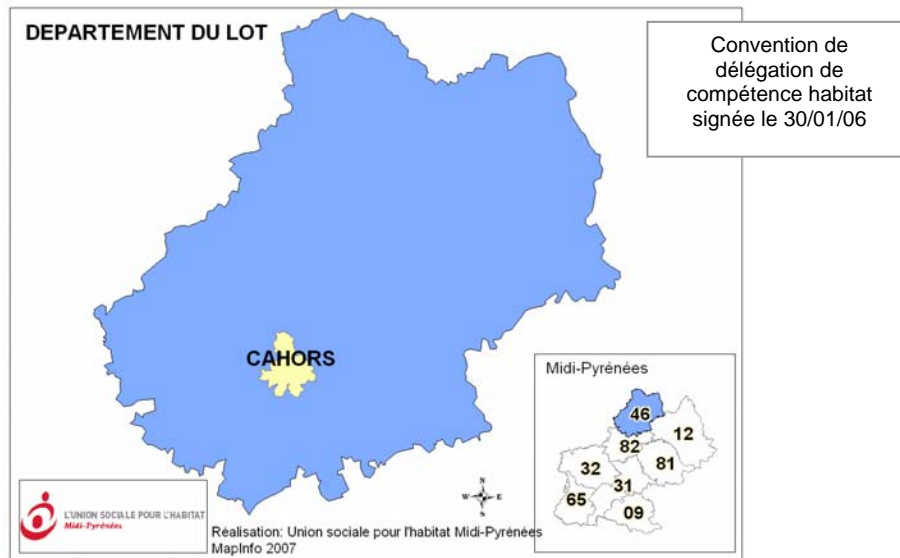 DEPARTEMENT DU LOT
Convention de
délégation de
compétence habitat
signée le 30/01/06
CAHORS
Midi-Pyrénées
46
12
82
32
81
31
65
09
N
W E
S
L'UNION SOCIALE POUR L'HABITAT
Midi-Pyrénées
Réalisation: Union sociale pour l'habitat Midi-Pyrénées
MapInfo 2007